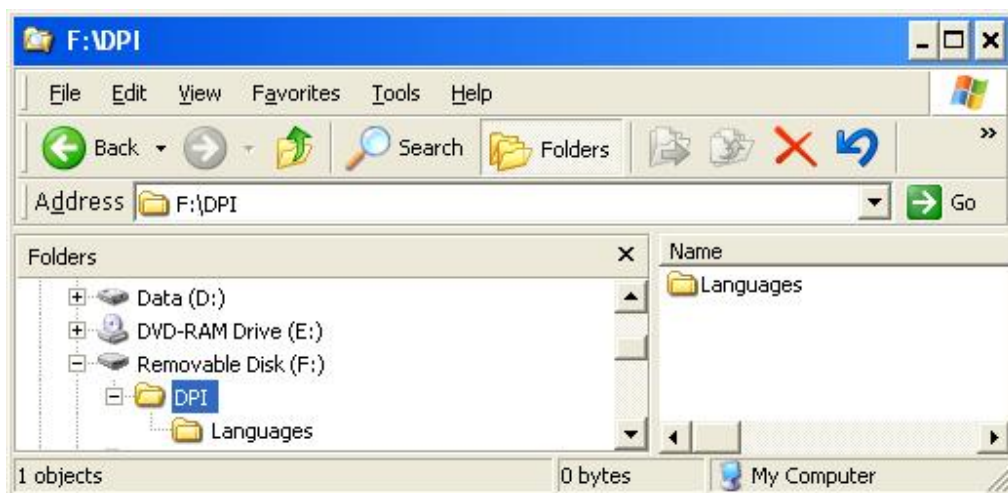 F:\DPI
File Edit View Favorites Tools Help
Back Search Folders »
Address F:\DPI Go
Folders Name
Languages
Data (D:)
DVD-RAM Drive (E:)
Removable Disk (F:)
DPI
Languages
1 objects 0 bytes My Computer